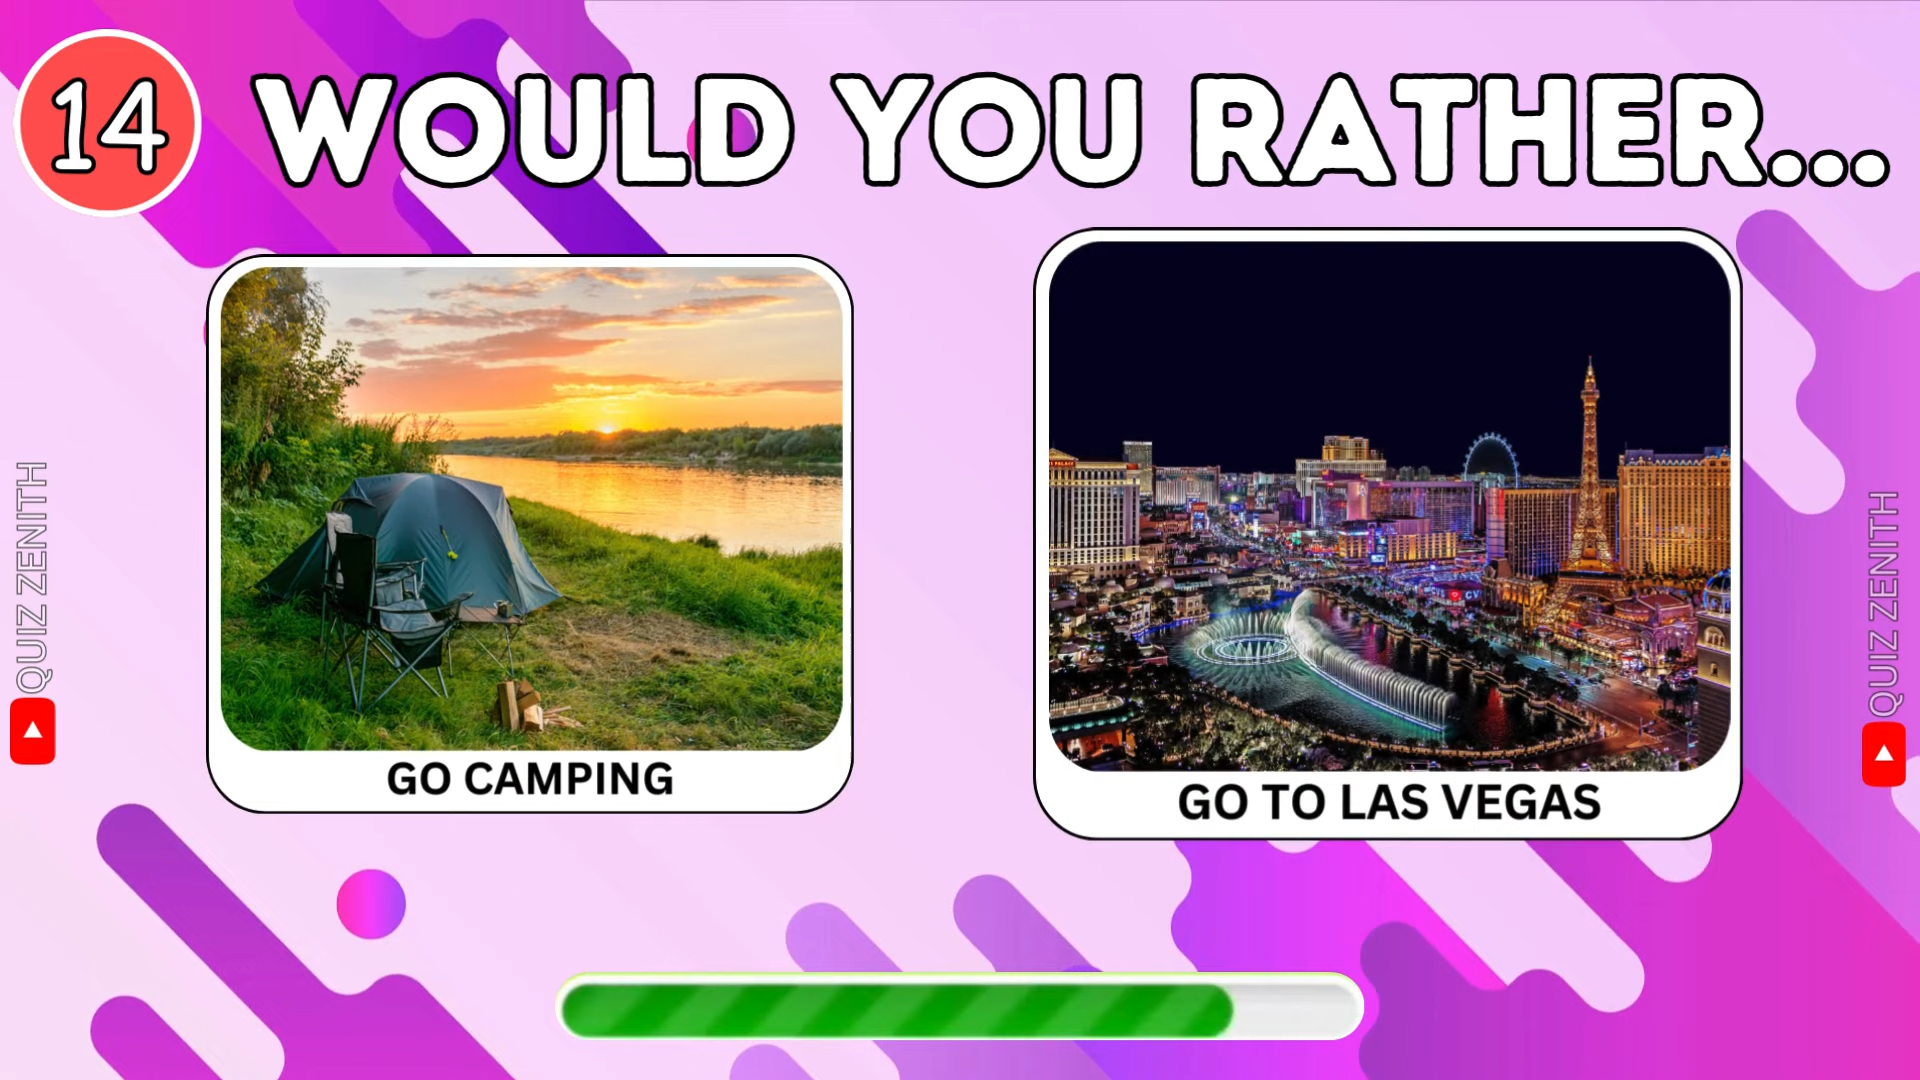 14
WOULD YOU RATHER...
GO CAMPING
GO TO LAS VEGAS
QUIZ ZENITH
QUIZ ZENITH